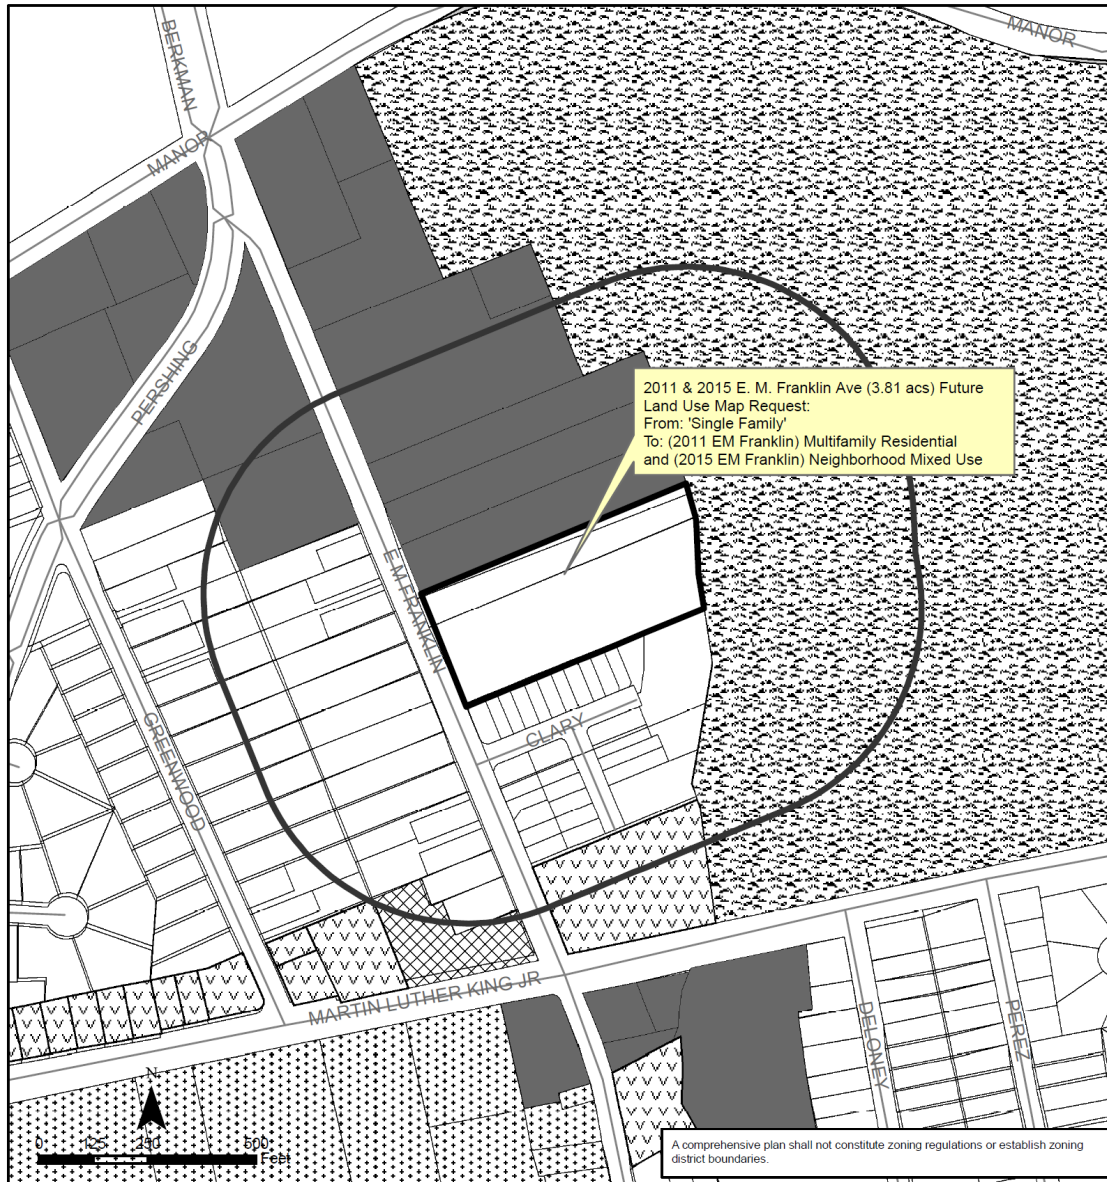 MANOR
BERKMAN
MANOR
PERSHING
2011 & 2015 E. M. Franklin Ave (3.81 acs) Future
Land Use Map Request:
From: 'Single Family'
To: (2011 EM Franklin) Multifamily Residential
and (2015 EM Franklin) Neighborhood Mixed Use
E M FRANKLIN
GREENWOOD
CLARY
MARTIN LUTHER KING JR
DELONEY
PEREZ
N
0 125 250 500
Feet
A comprehensive plan shall not constitute zoning regulations or establish zoning
district boundaries.